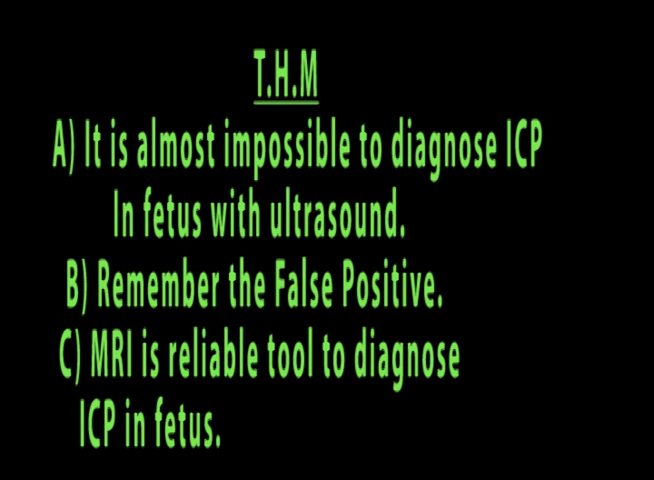 T.H.M
A) It is almost impossible to diagnose ICP
In fetus with ultrasound.
B) Remember the False Positive.
C) MRI is reliable tool to diagnose
ICP in fetus.